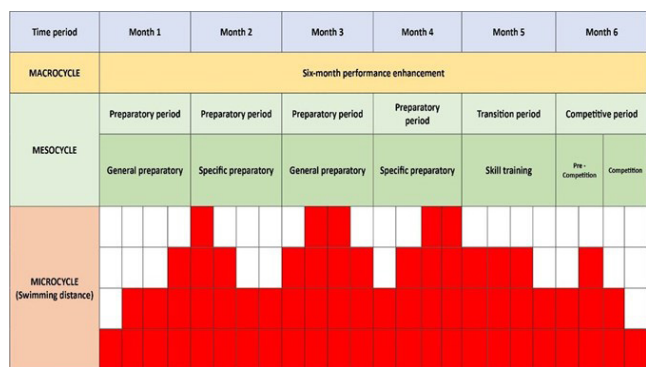 Time period Month 1 Month 2 Month 3 Month 4 Month 5 Month 6
MACROCYCLE Six-month performance enhancement
MESOCYCLE
Preparatory period Preparatory period Preparatory period Preparatory
period Transition period Competitive period
General preparatory Specific preparatory General preparatory Specific preparatory Skill training Pre -
Competition Competition
MICROCYCLE
(Swimming distance)